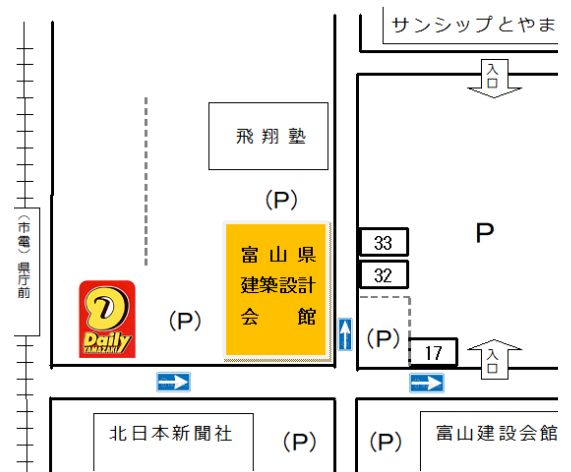 サンシップとやま
入口
飛翔塾
(P)
P
富山県
建築設計
会館
33
32
(市電)県庁前
Daily
YAMAZAKI
(P)
(P)
17
入口
北日本新聞社
(P)
(P)
富山建設会館